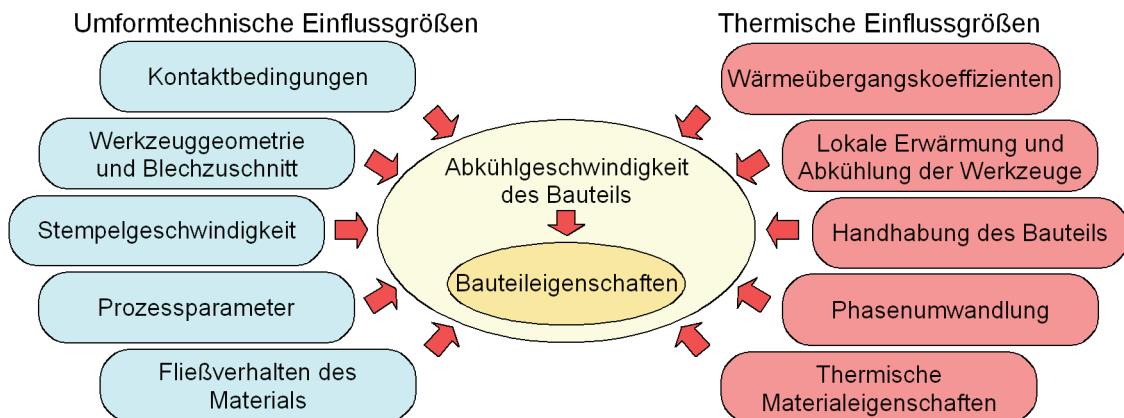 Umformtechnische Einflussgrößen
Kontaktbedingungen
Werkzeuggeometrie
und Blechzuschnitt
Stempelgeschwindigkeit
Prozessparameter
Fließverhalten des
Materials
Abkühlgeschwindigkeit
des Bauteils
Bauteileigenschaften
Thermische Einflussgrößen
Wärmeübergangskoeffizienten
Lokale Erwärmung und
Abkühlung der Werkzeuge
Handhabung des Bauteils
Phasenumwandlung
Thermische
Materialeigenschaften